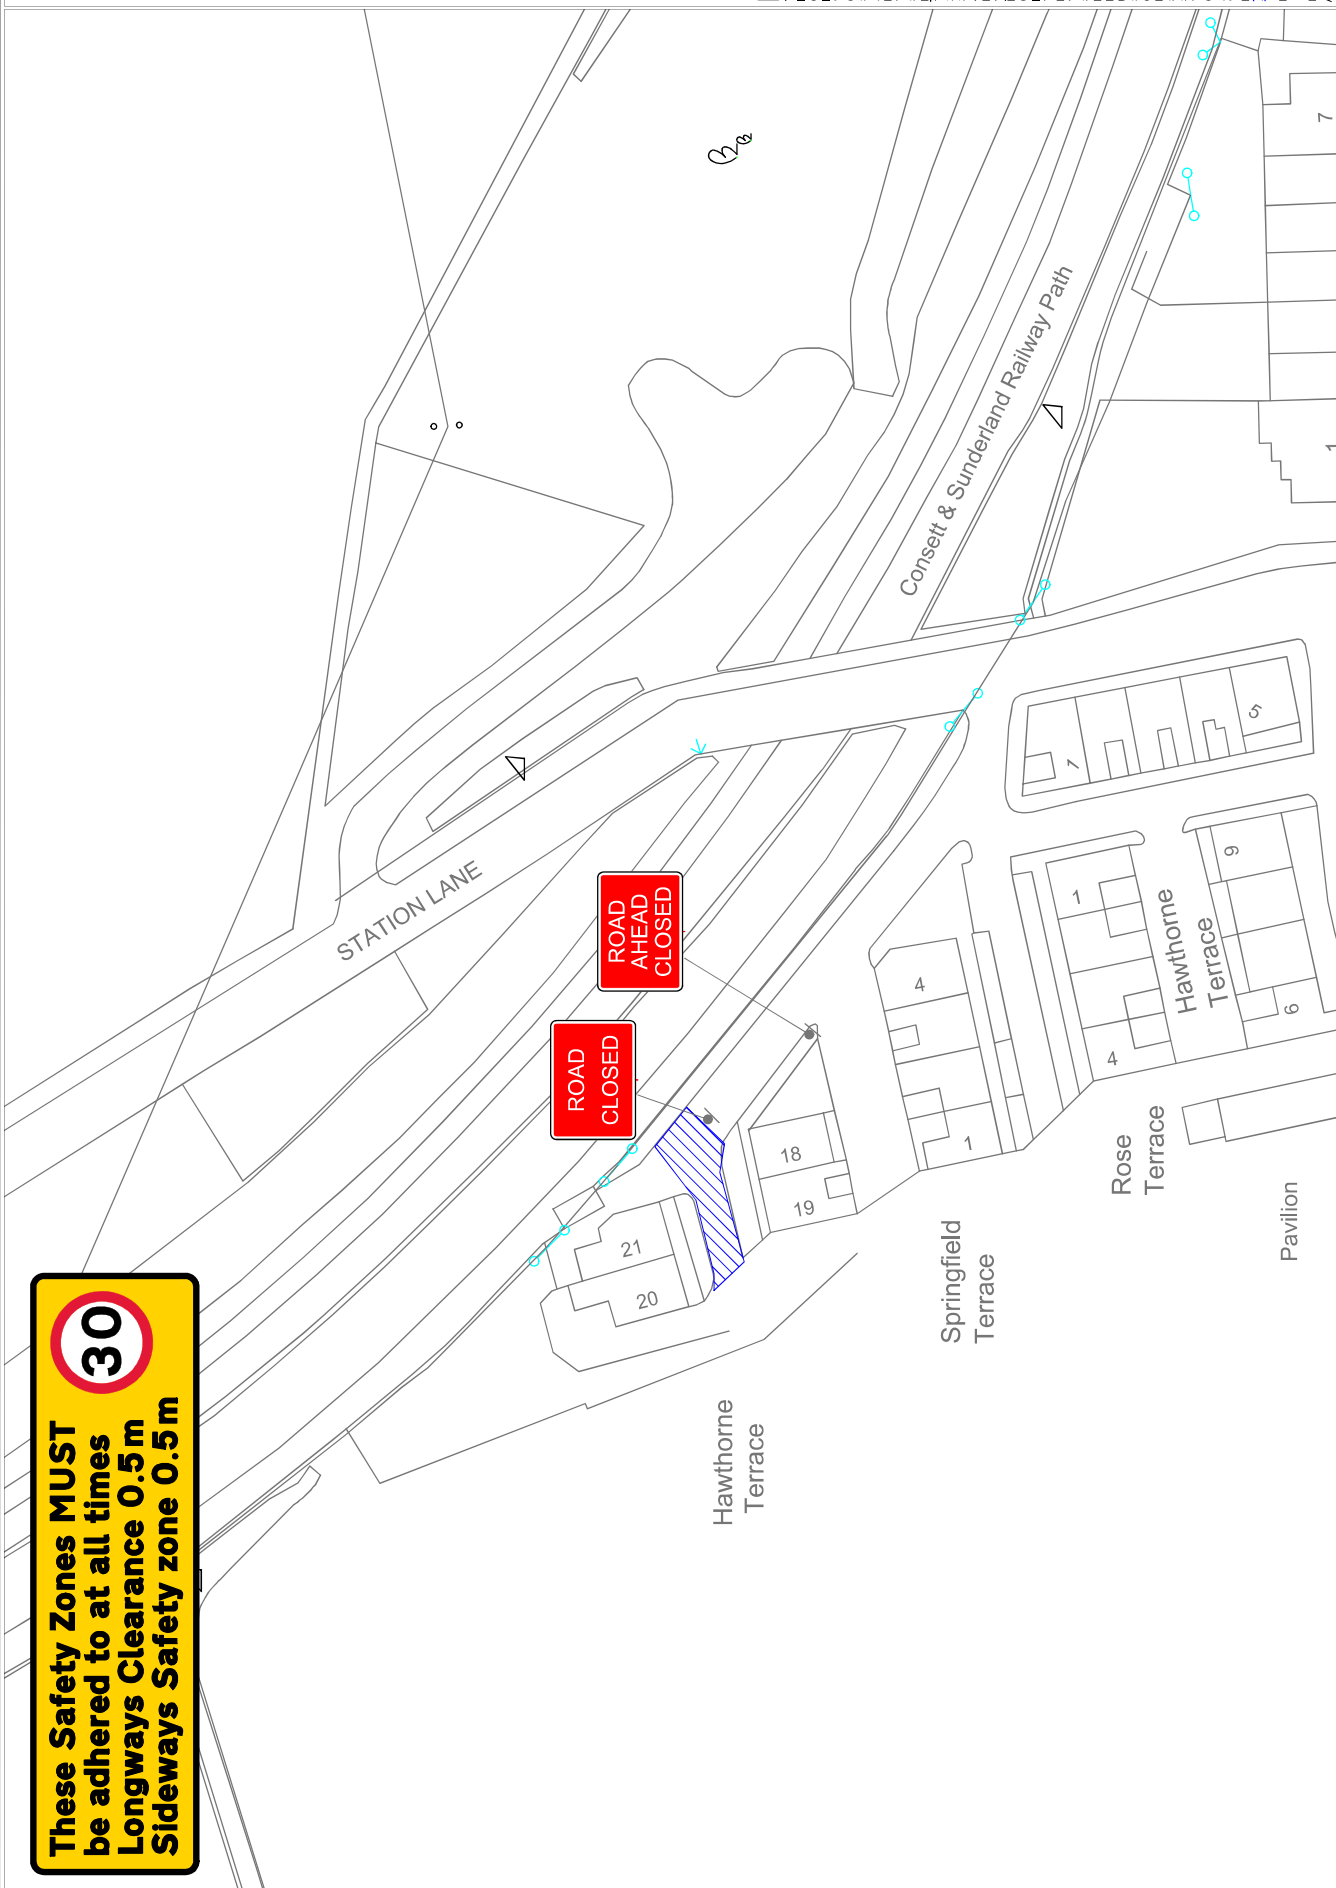 These Safety Zones MUST
be adhered to at all times
Longways Clearance 0.5m
Sideways Safety zone 0.5m
30
STATION LANE
ROAD
CLOSED
ROAD
AHEAD
CLOSED
Consett & Sunderland Railway Path
7
1
1
5
Hawthorne
Terrace
20
21
19
18
Springfield
Terrace
1
4
Rose
Terrace
4
1
Hawthorne
Terrace
6
9
Pavilion